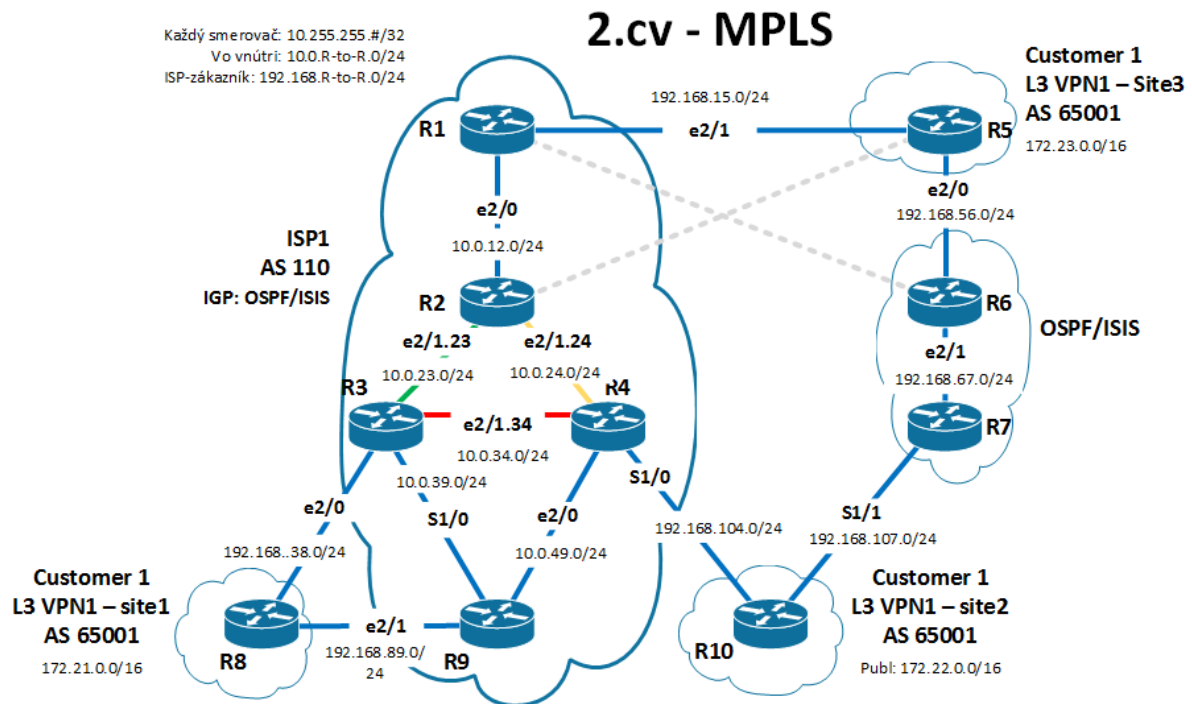 2.cv - MPLS
Každý smerovač: 10.255.255.#/32
Vo vnútri: 10.0.R-to-R.0/24
ISP-zákazník: 192.168.R-to-R.0/24
Customer 1
L3 VPN1 – Site3
AS 65001
172.23.0.0/16
192.168.15.0/24
R1
e2/1
R5
e2/0
192.168.56.0/24
e2/0
10.0.12.0/24
ISP1
AS 110
IGP: OSPF/ISIS
R2
R6
OSPF/ISIS
e2/1.23
e2/1.24
10.0.23.0/24
10.0.24.0/24
e2/1
192.168.67.0/24
R3
R4
e2/1.34
10.0.34.0/24
R7
10.0.39.0/24
S1/0
e2/0
S1/0
e2/0
S1/1
192.168..38.0/24
10.0.49.0/24
192.168.104.0/24
192.168.107.0/24
Customer 1
L3 VPN1 – site1
AS 65001
172.21.0.0/16
R8
e2/1
192.168.89.0/
24
R9
R10
Customer 1
L3 VPN1 – site2
AS 65001
Publ: 172.22.0.0/16